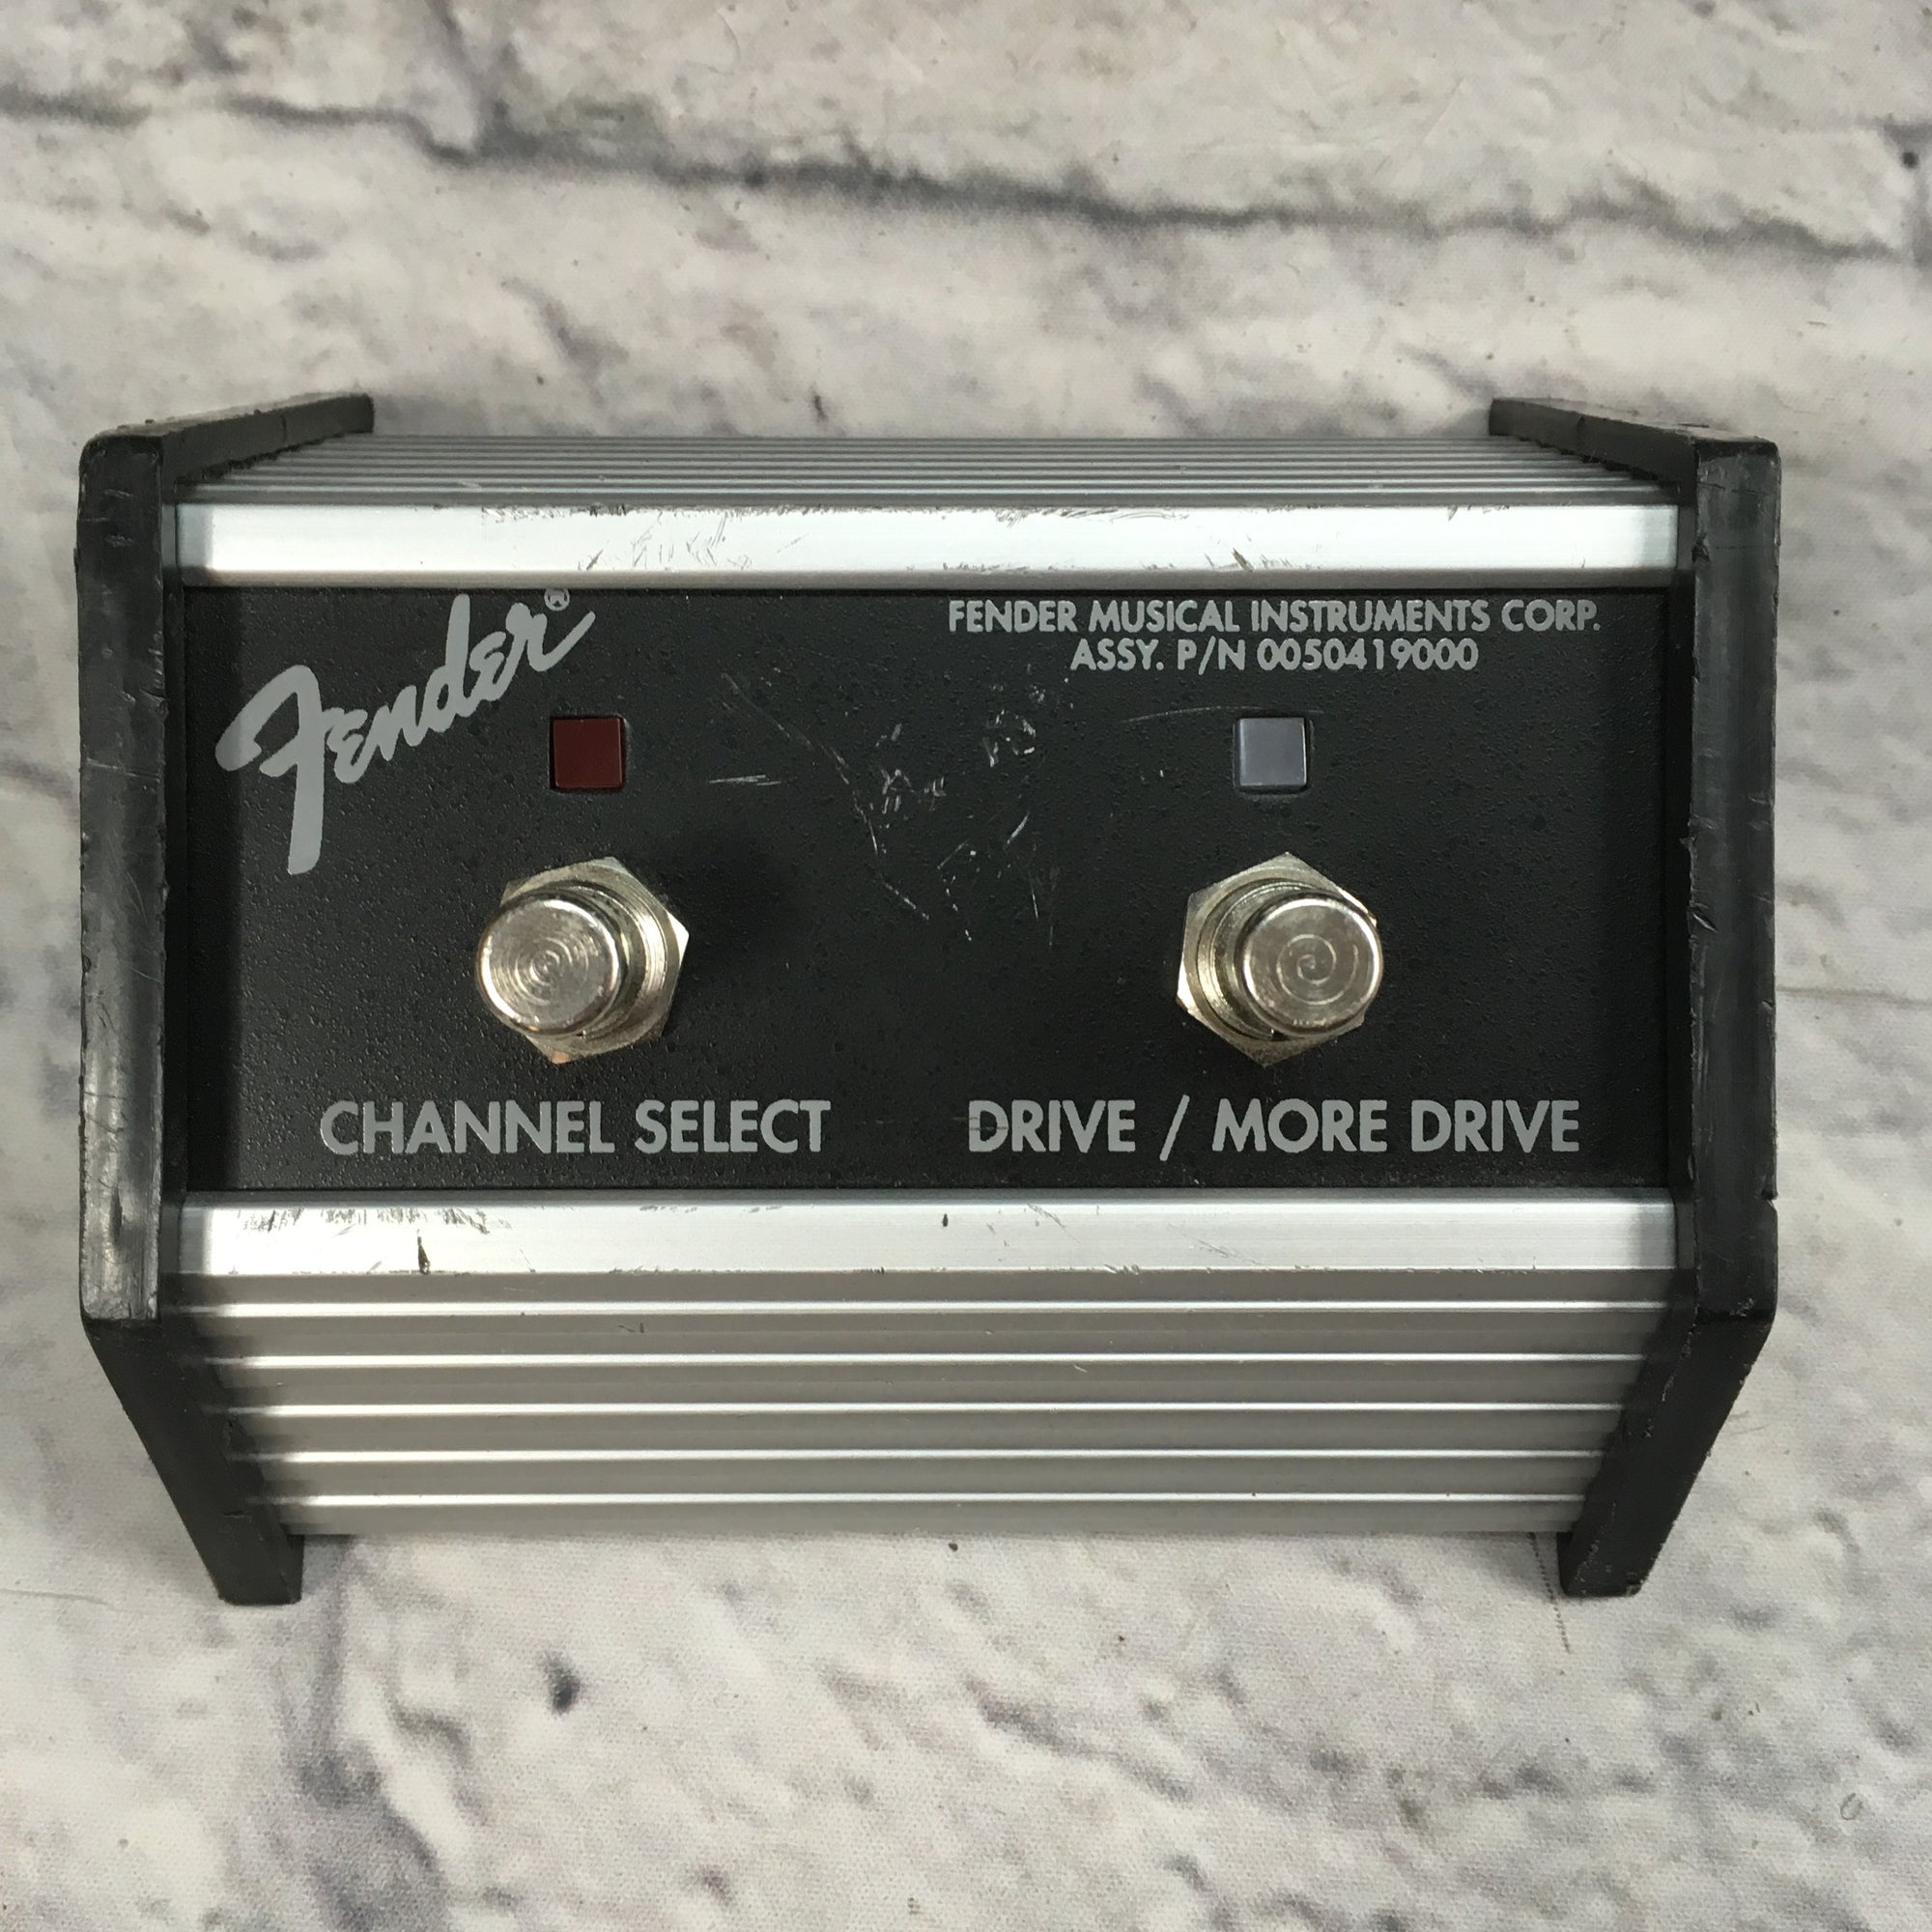 Fender®
FENDER MUSICAL INSTRUMENTS CORP.
ASSY. P/N 0050419000
CHANNEL SELECT
DRIVE / MORE DRIVE